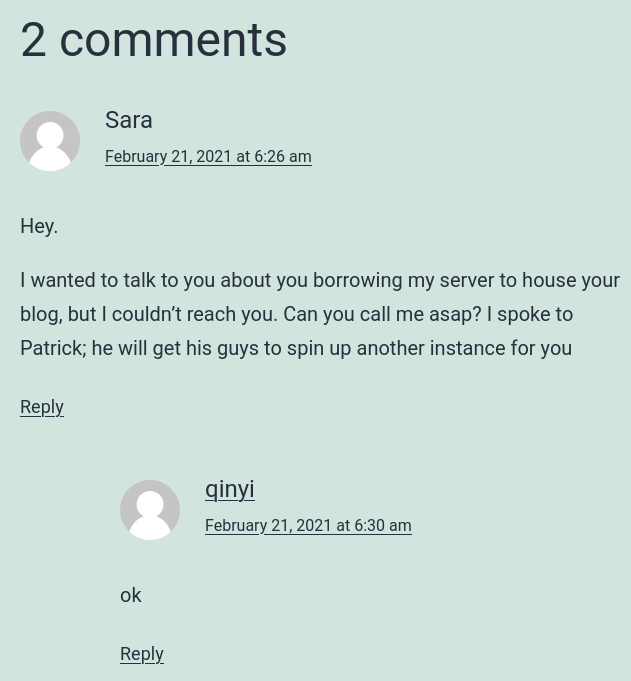 2 comments
Sara
February 21, 2021 at 6:26 am
Hey.
I wanted to talk to you about you borrowing my server to house your
blog, but I couldn’t reach you. Can you call me asap? I spoke to
Patrick; he will get his guys to spin up another instance for you
Reply
qinyi
February 21, 2021 at 6:30 am
ok
Reply